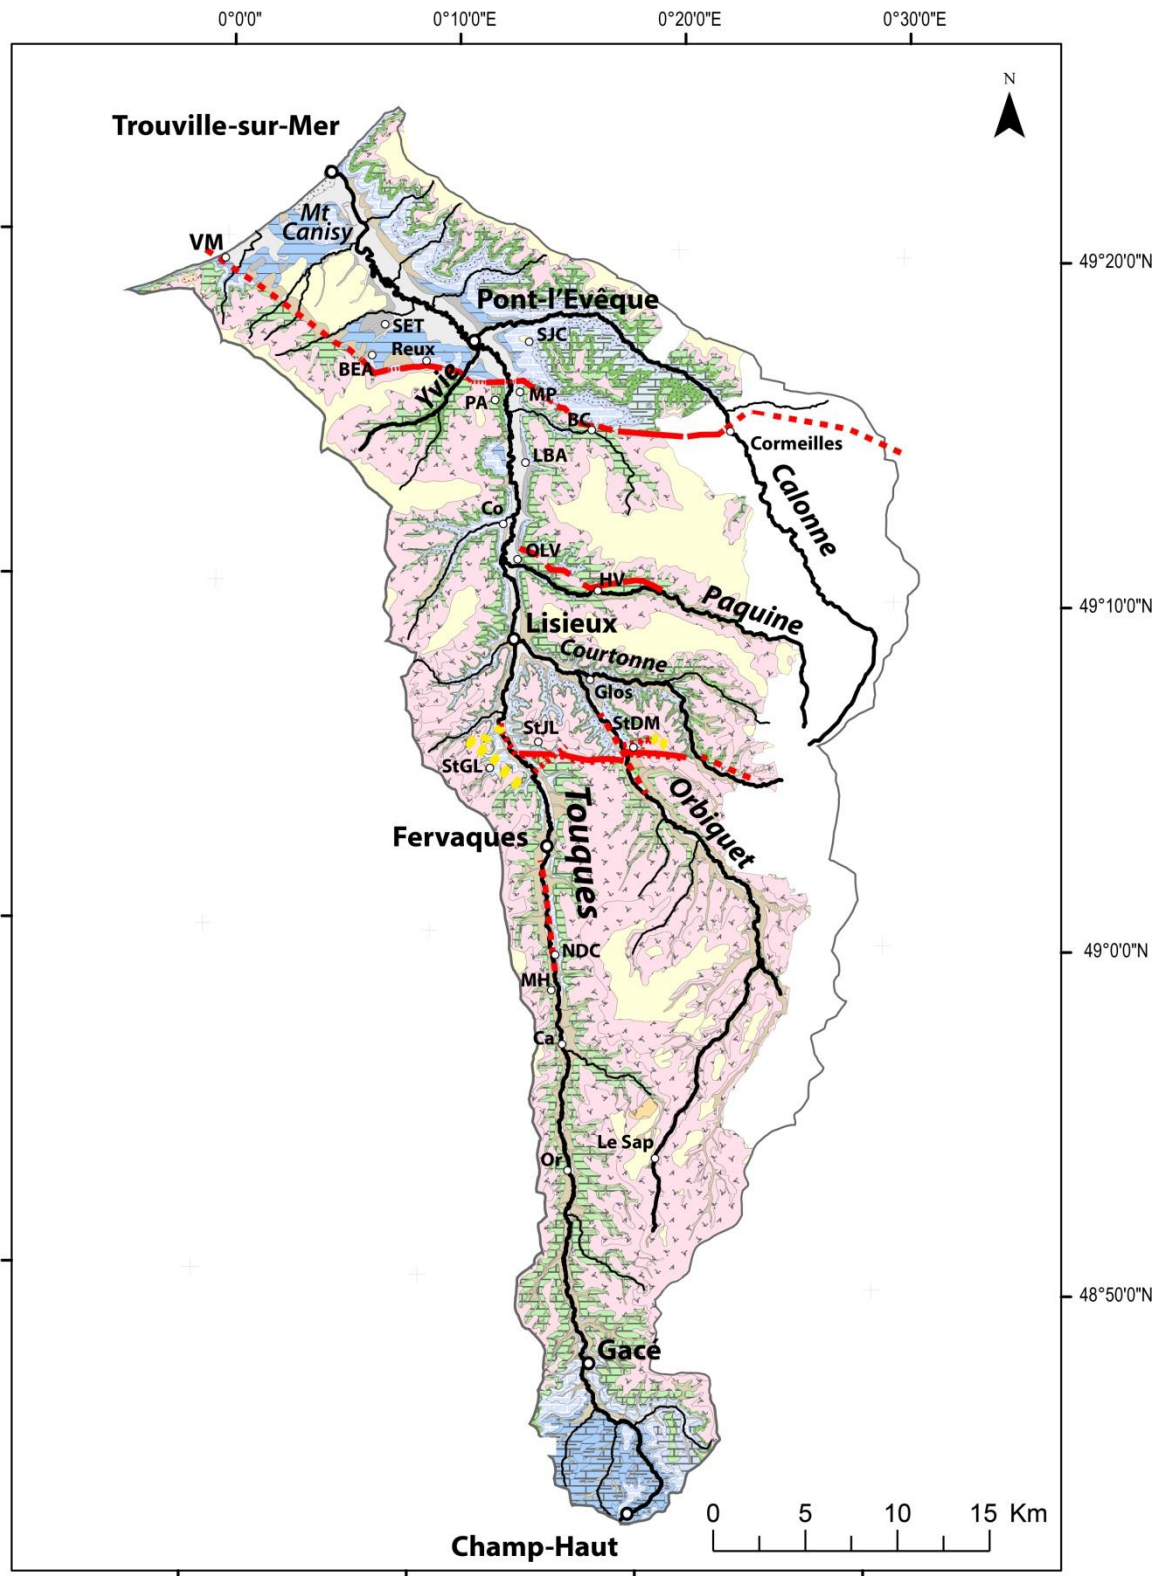 0°0'0"
0°10'0"E
0°20'0"E
0°30'0"E
N
Trouville-sur-Mer
Mt
Canisy
VM
49°20'0"N
Pont-l'Evêque
SET
SJC
Reux
BEA
Yvie
PA
MP
BC
Cormeilles
LBA
Calonne
Co
OLV
HV
Paquine
49°10'0"N
Lisieux
Courtonne
Glos
StJL
StDM
StGL
Orbiquet
Touques
Fervaques
NDC
49°0'0"N
MH
Ca
Le Sap
Or
48°50'0"N
Gacé
0 5 10 15 Km
Champ-Haut